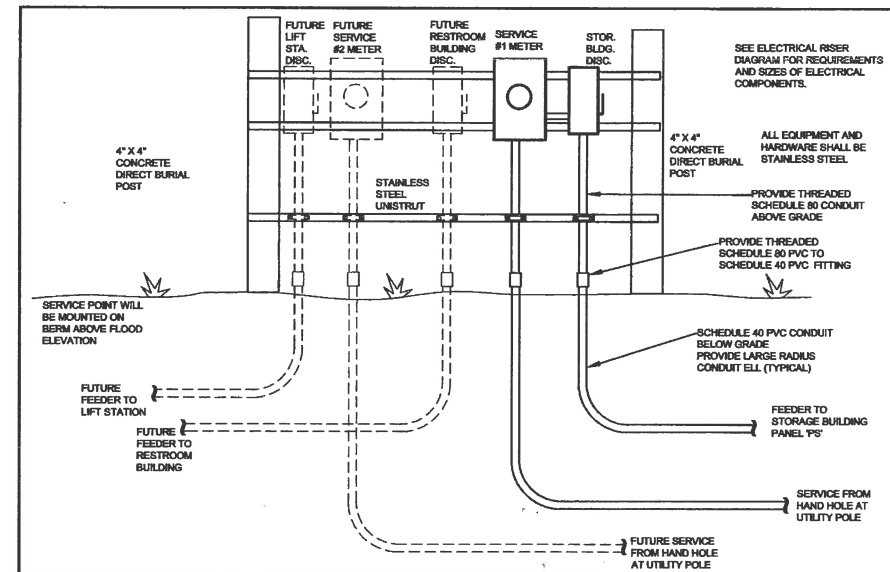 FUTURE
LIFT
STA.
DISC.
FUTURE
SERVICE
#2 METER
FUTURE
RESTROOM
BUILDING
DISC.
SERVICE
#1 METER
STOR.
BLDG.
DISC.
SEE ELECTRICAL RISER
DIAGRAM FOR REQUIREMENTS
AND SIZES OF ELECTRICAL
COMPONENTS.
4" X 4"
CONCRETE
DIRECT BURIAL
POST
STAINLESS
STEEL
UNISTRUT
4" X 4"
CONCRETE
DIRECT BURIAL
POST
ALL EQUIPMENT AND
HARDWARE SHALL BE
STAINLESS STEEL
PROVIDE THREADED
SCHEDULE 80 CONDUIT
ABOVE GRADE
PROVIDE THREADED
SCHEDULE 80 PVC TO
SCHEDULE 40 PVC FITTING
SERVICE POINT WILL
BE MOUNTED ON
BERM ABOVE FLOOD
ELEVATION
SCHEDULE 40 PVC CONDUIT
BELOW GRADE
PROVIDE LARGE RADIUS
CONDUIT ELL (TYPICAL)
FUTURE
FEEDER TO
LIFT STATION
FUTURE
FEEDER TO
RESTROOM
BUILDING
FEEDER TO
STORAGE BUILDING
PANEL 'PS'
SERVICE FROM
HAND HOLE AT
UTILITY POLE
FUTURE SERVICE
FROM HAND HOLE
AT UTILITY POLE